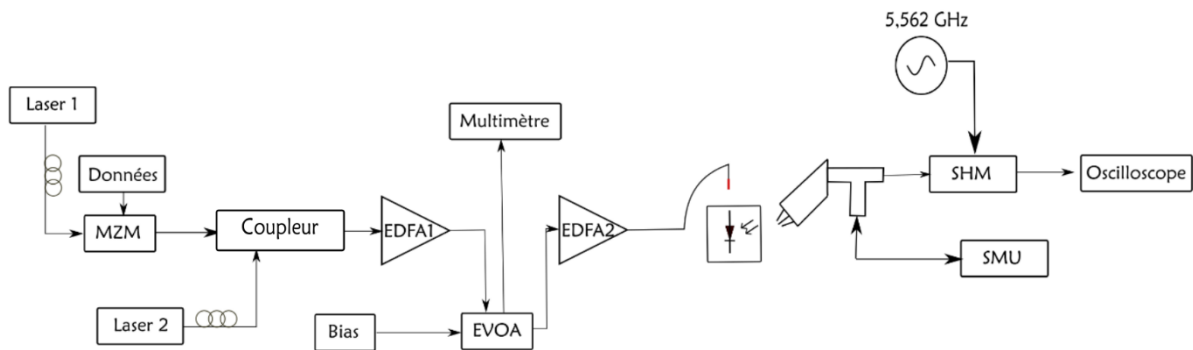 5,562 GHz
Laser 1
Multimètre
Données
SHM
Oscilloscope
MZM
Coupleur
EDFA1
EDFA2
SMU
Laser 2
Bias
EVOA